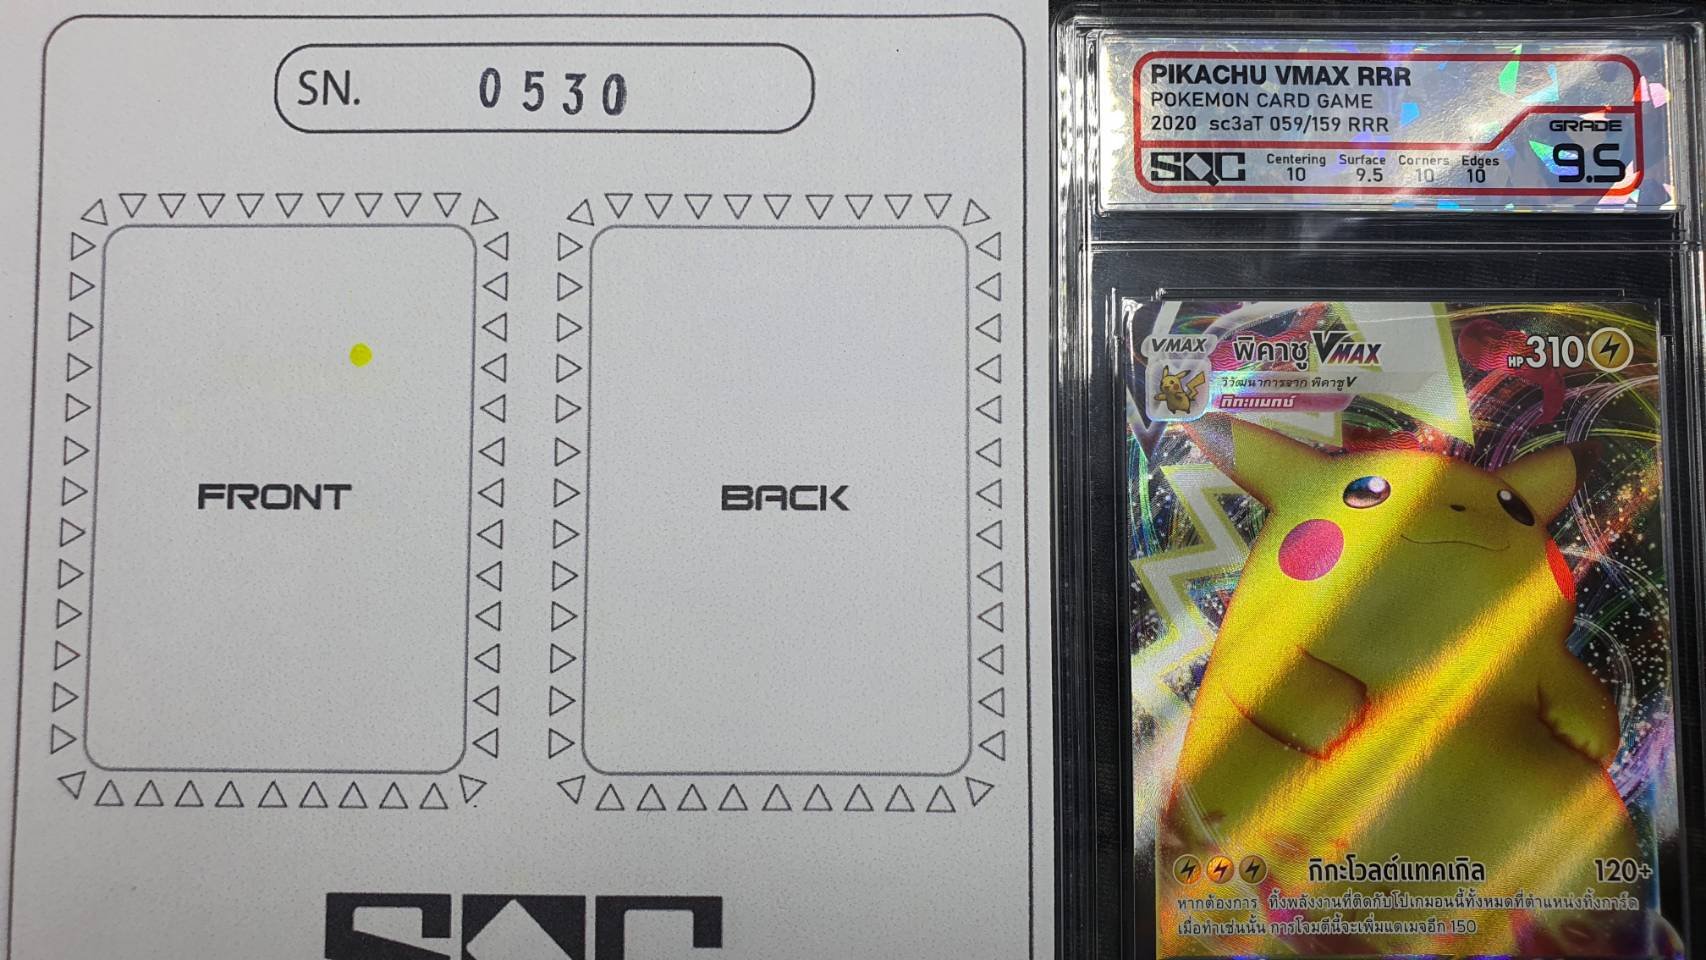 SN. 0530
FRONT
BACK
SQC
PIKACHU VMAX RRR
POKEMON CARD GAME
2020 sc3aT 059/159 RRR
GRADE
9.5
SQC
Centering Surface Corners Edges
10 9.5 10 10
VMAX พิคาชู VMAX HP 310
วิวัฒนาการจาก พิคาชูV
คิกะแมกซ์
กิกะโวลต์แทคเกิล 120+
หากต้องการ ทิ้งพลังงานที่ติดกับโปเกมอนนี้ทั้งหมดที่ตำแหน่งทิ้งการ์ด
เมื่อทำเช่นนั้น การโจมตีนี้จะเพิ่มแดเมจอีก 150